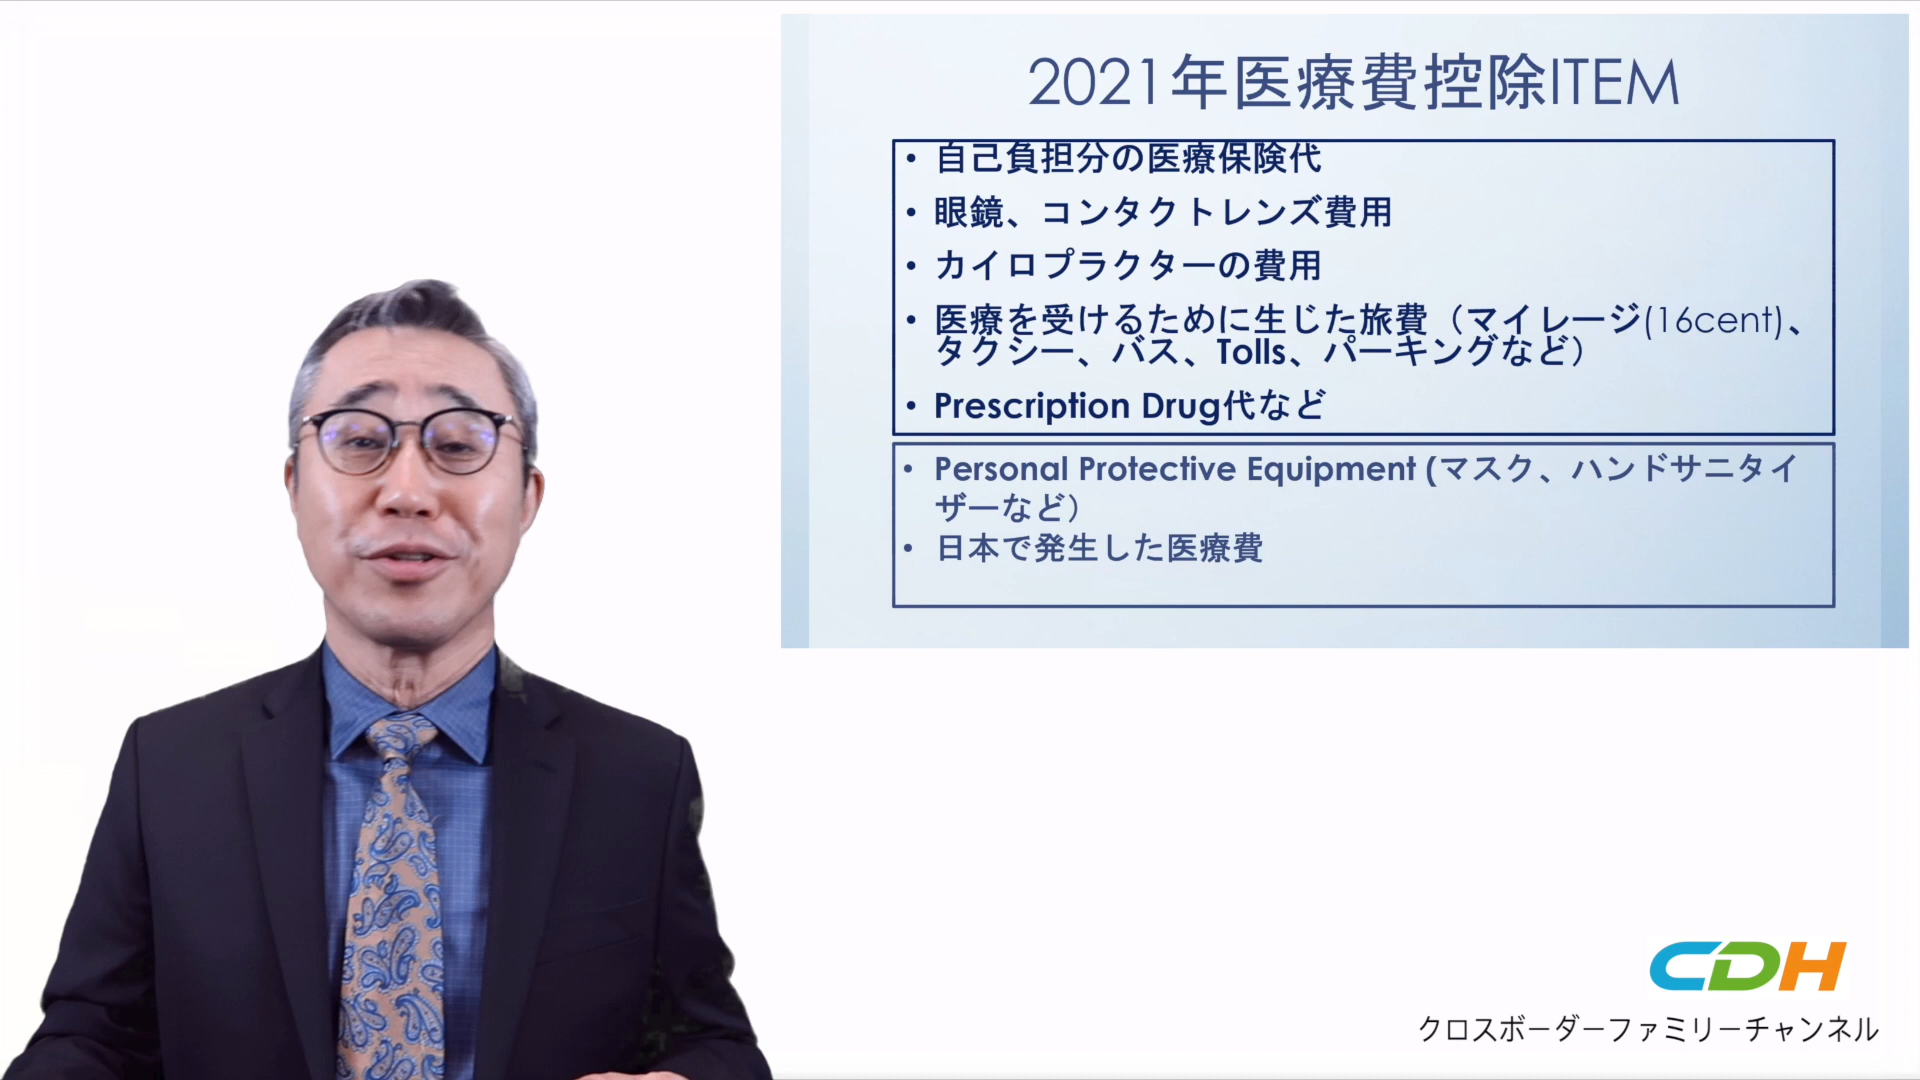 2021年医療費控除ITEM
• 自己負担分の医療保険代
• 眼鏡、コンタクトレンズ費用
• カイロプラクターの費用
• 医療を受けるために生じた旅費（マイレージ(16cent)、
タクシー、バス、Tolls、パーキングなど）
• Prescription Drug代など
• Personal Protective Equipment (マスク、ハンドサニタイ
ザーなど）
• 日本で発生した医療費
CDH
クロスボーダーファミリーチャンネル